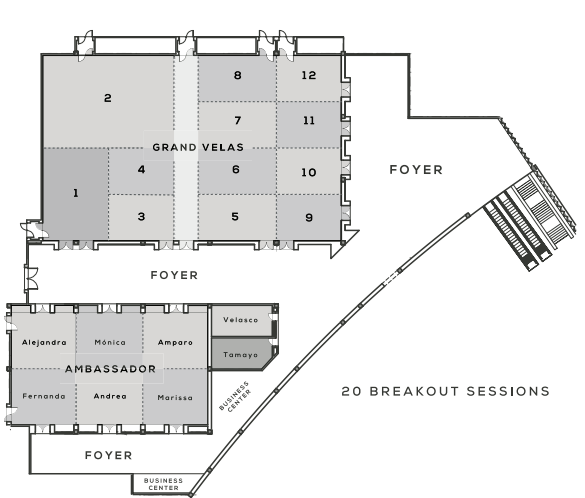 8
12
2
7
11
GRAND VELAS
4
6
10
FOYER
1
3
5
9
FOYER
Velasco
Alejandra
Mónica
Amparo
Tamayo
AMBASSADOR
Fernanda
Andrea
Marissa
BUSINESS
CENTER
20 BREAKOUT SESSIONS
FOYER
BUSINESS
CENTER